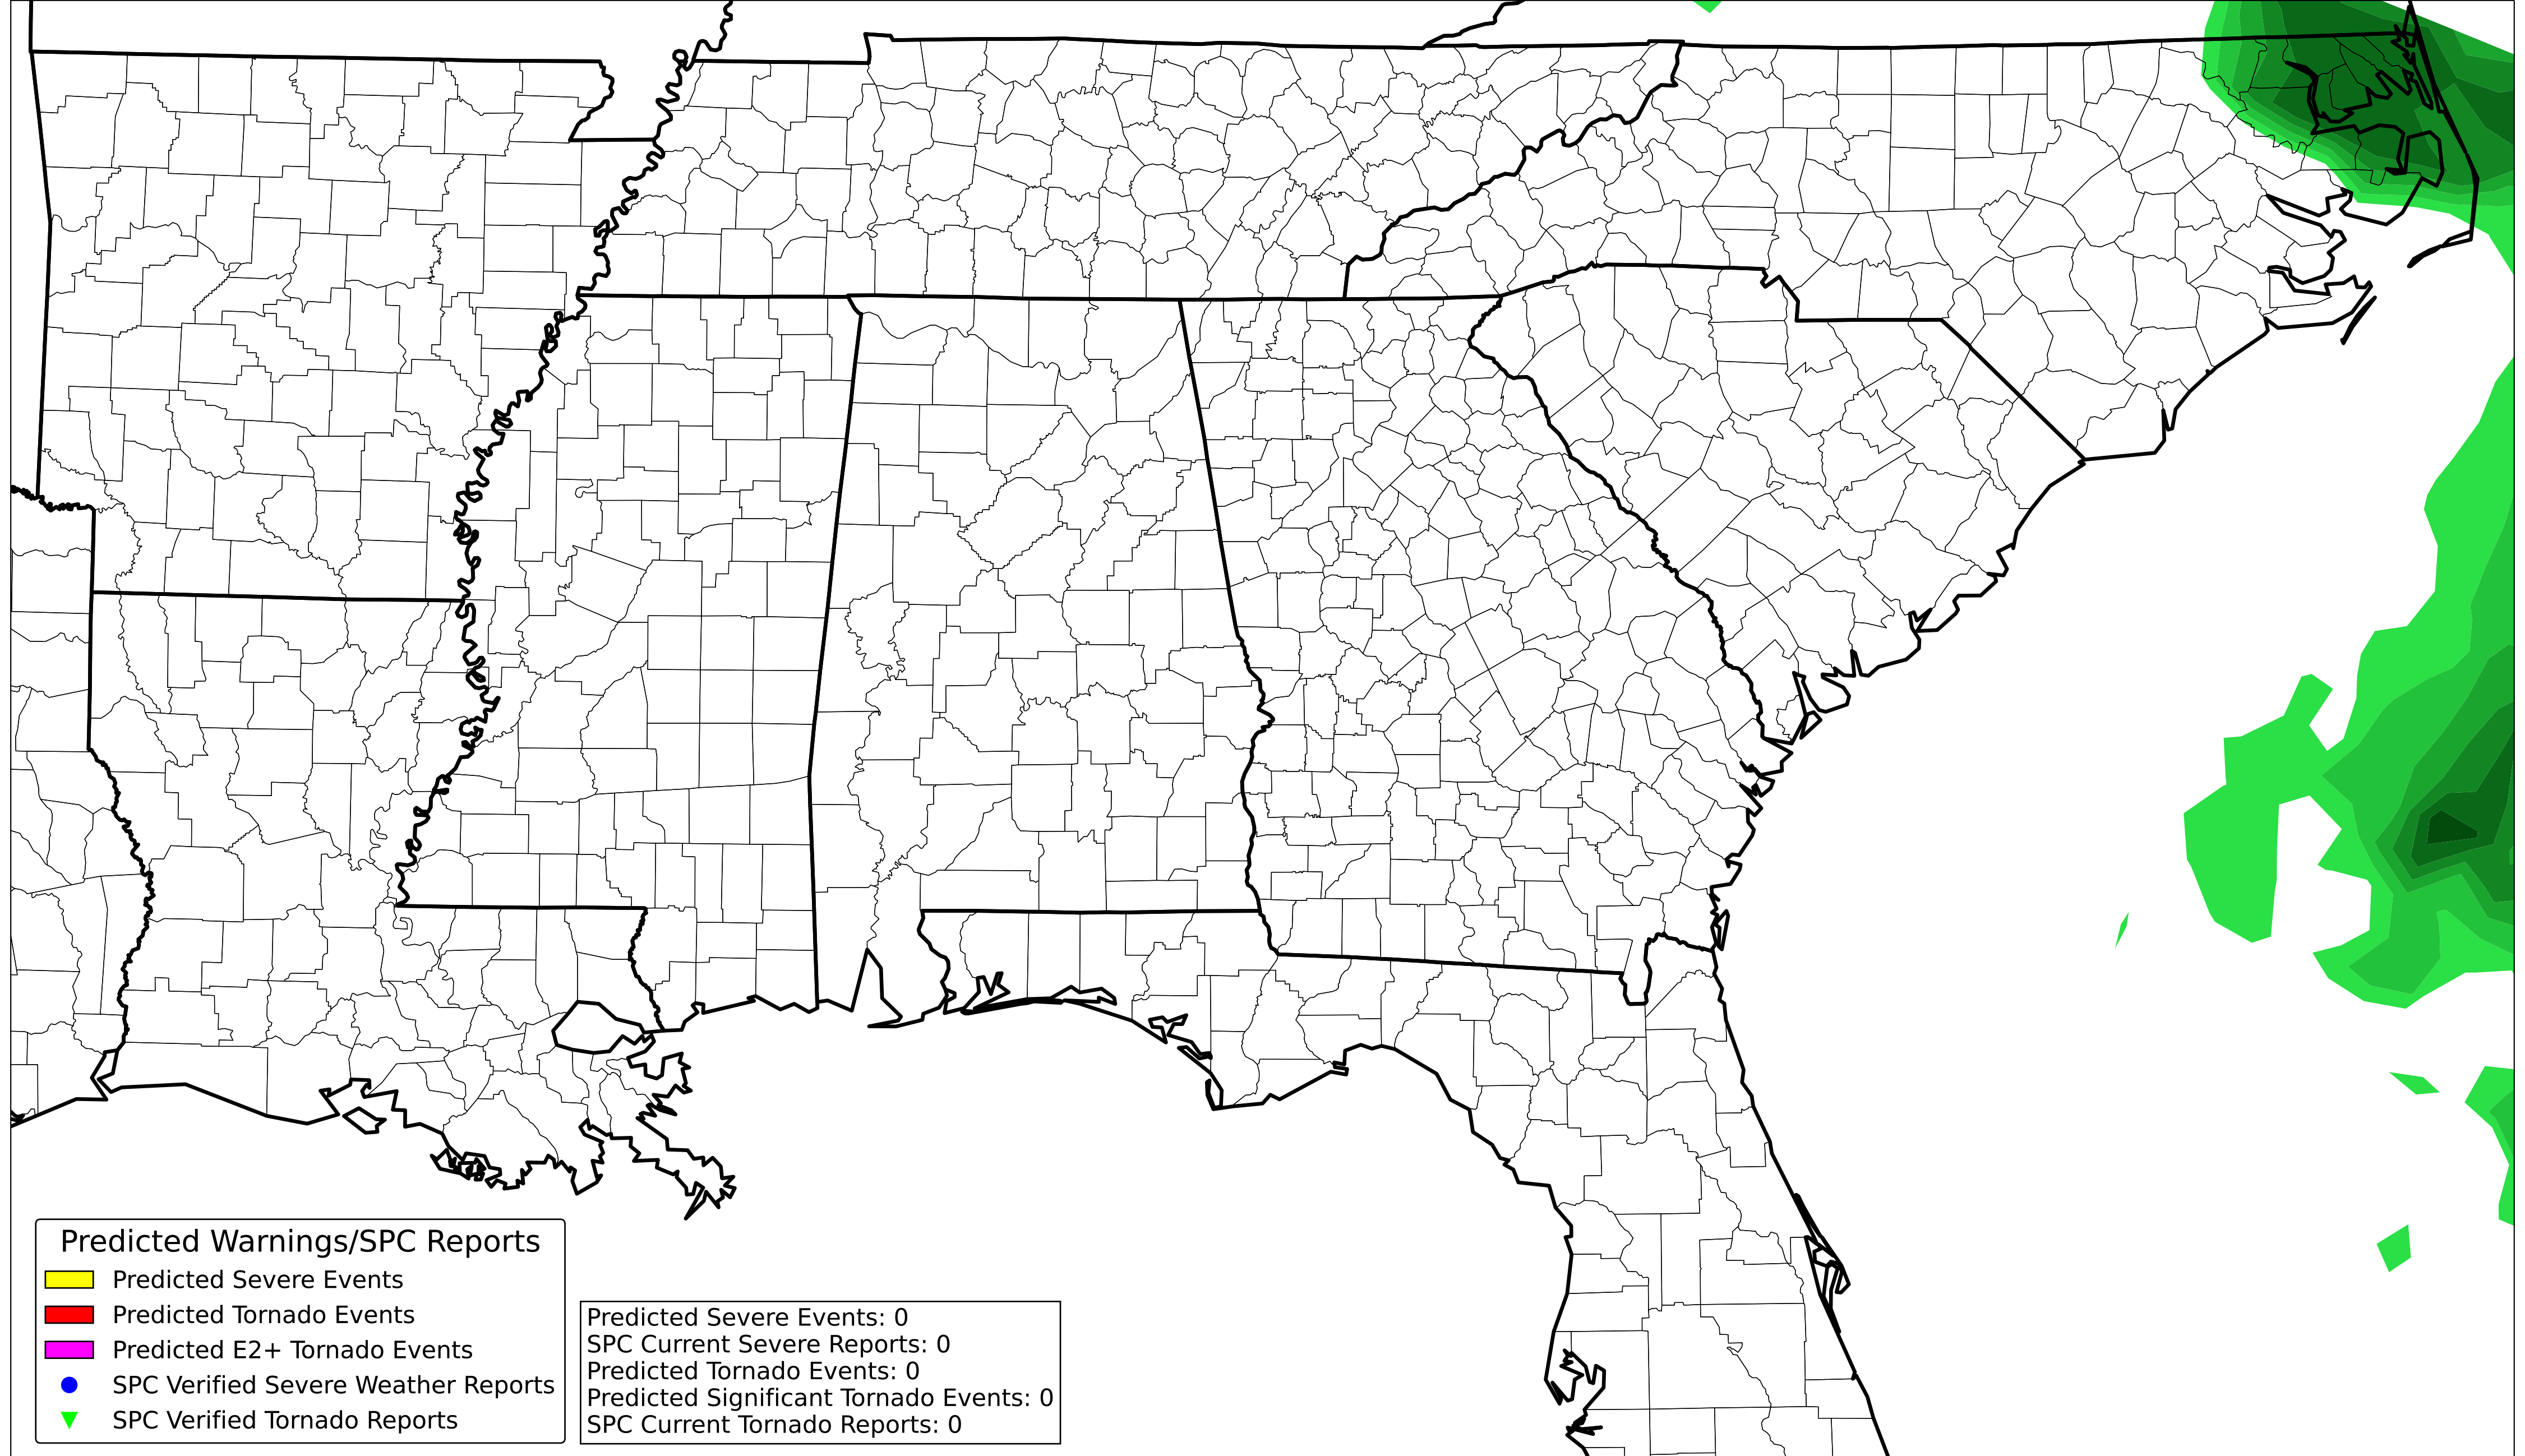 Predicted Warnings/SPC Reports
Predicted Severe Events
Predicted Tornado Events
Predicted E2+ Tornado Events
SPC Verified Severe Weather Reports
SPC Verified Tornado Reports
Predicted Severe Events: 0
SPC Current Severe Reports: 0
Predicted Tornado Events: 0
Predicted Significant Tornado Events: 0
SPC Current Tornado Reports: 0